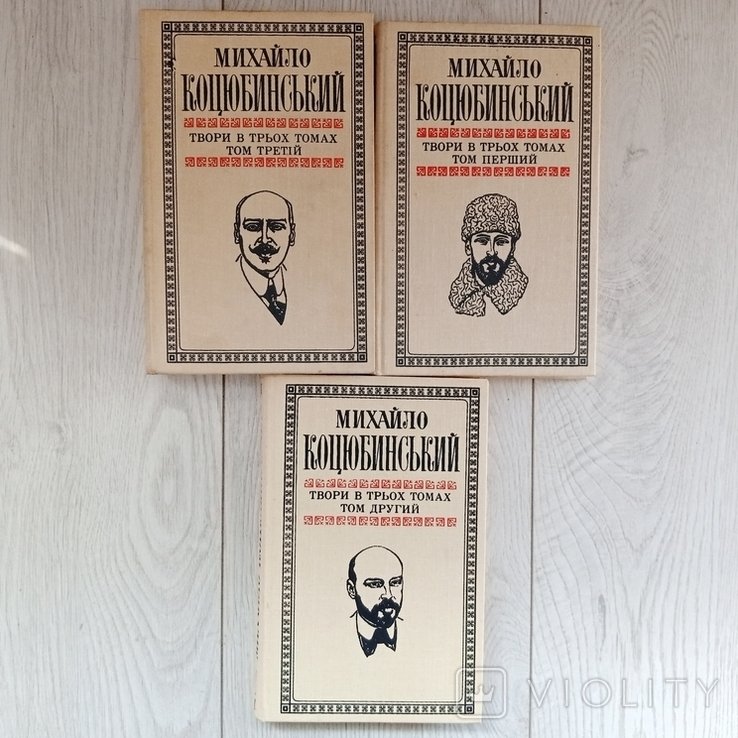 МИХАЙЛО
КОЦЮБИНСЬКИЙ
ТВОРИ В ТРЬОХ ТОМАХ
ТОМ ТРЕТІЙ
МИХАЙЛО
КОЦЮБИНСЬКИЙ
ТВОРИ В ТРЬОХ ТОМАХ
ТОМ ПЕРШИЙ
МИХАЙЛО
КОЦЮБИНСЬКИЙ
ТВОРИ В ТРЬОХ ТОМАХ
ТОМ ДРУГИЙ
VIOLITY